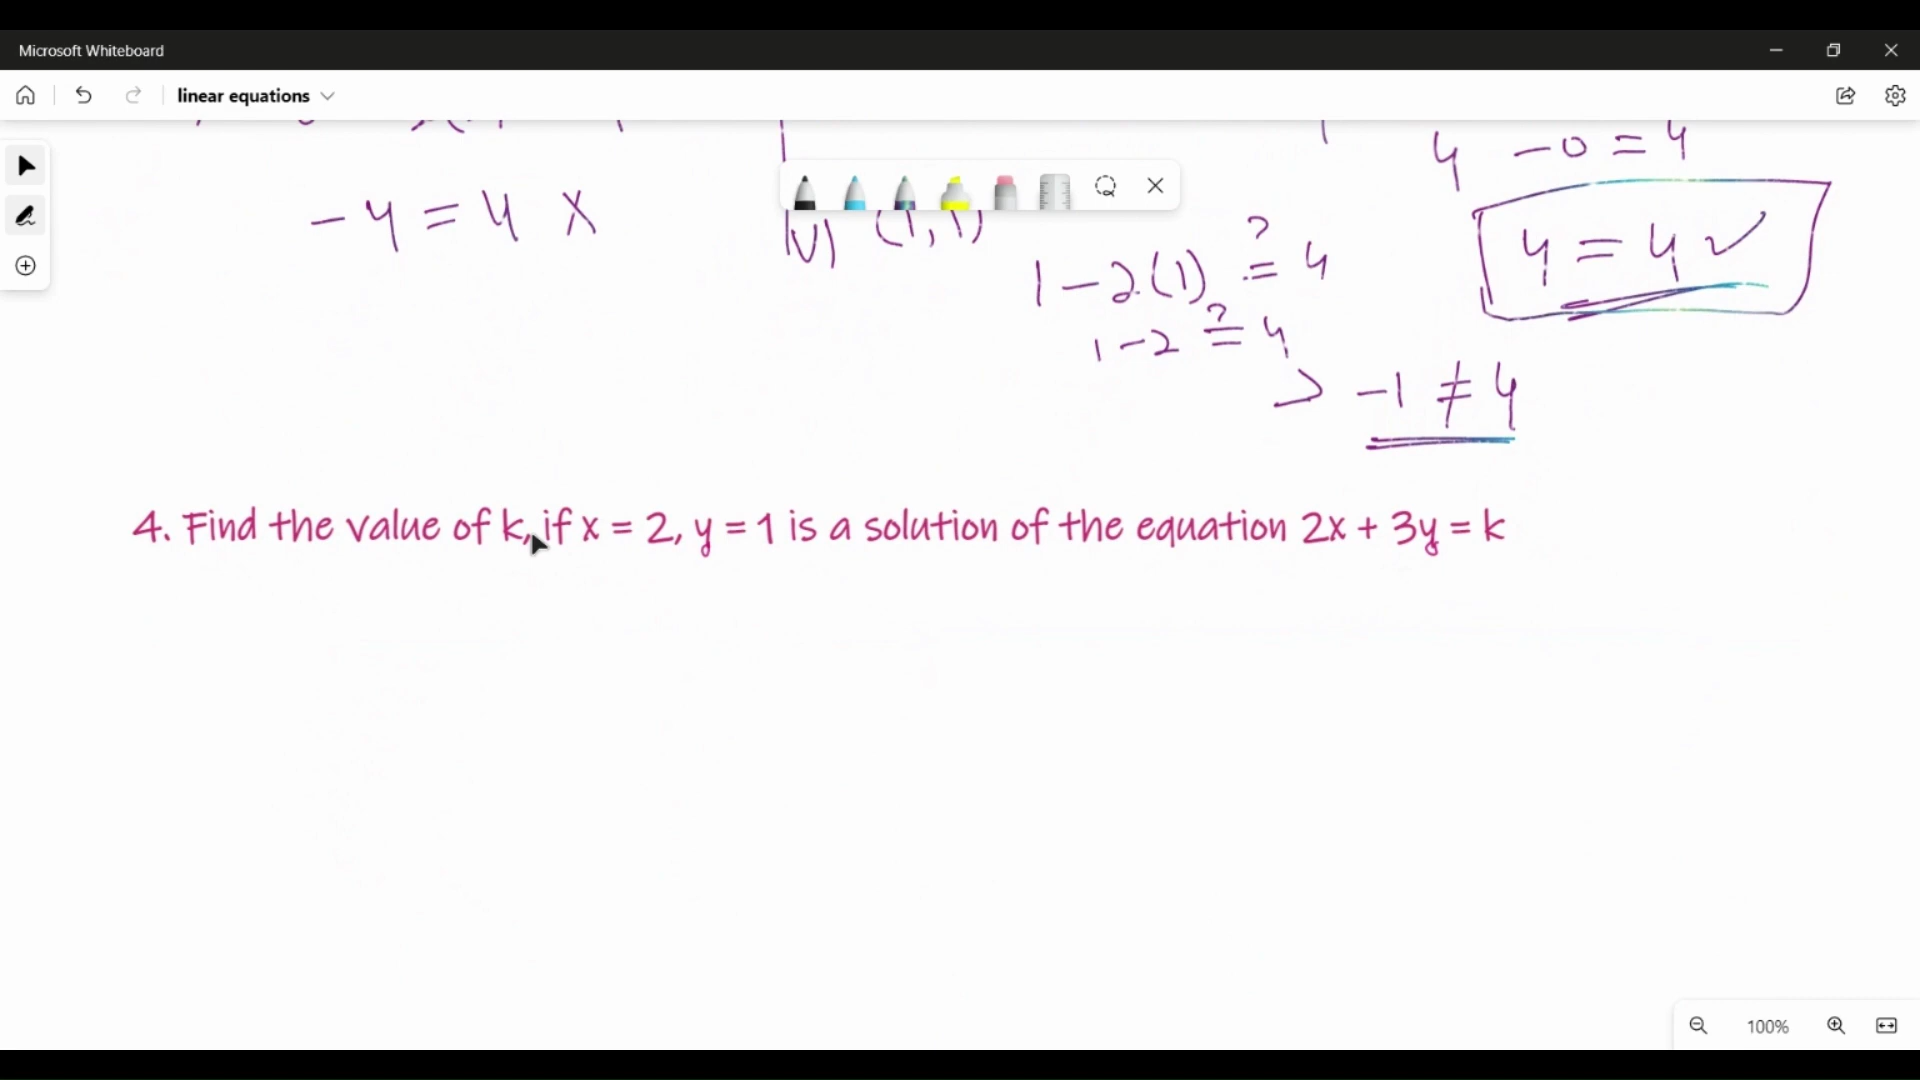 Microsoft Whiteboard
linear equations
4 - 0 = 4
- 4 = 4 X
4 = 4 ✓
(1, 1)
1 - 2(1) ?= 4
1 - 2 ?= 4
> -1 ≠ 4
4. Find the value of k, if x = 2, y = 1 is a solution of the equation 2x + 3y = k
100%